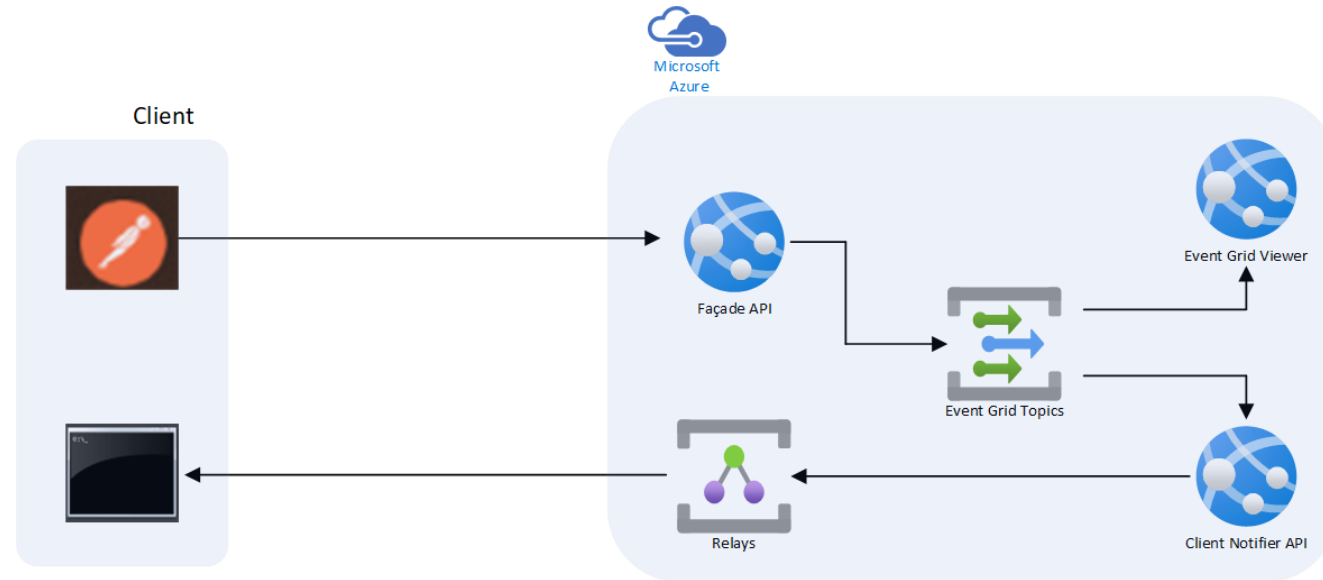 Microsoft
Azure
Client
Event Grid Viewer
Façade API
Event Grid Topics
Relays
Client Notifier API